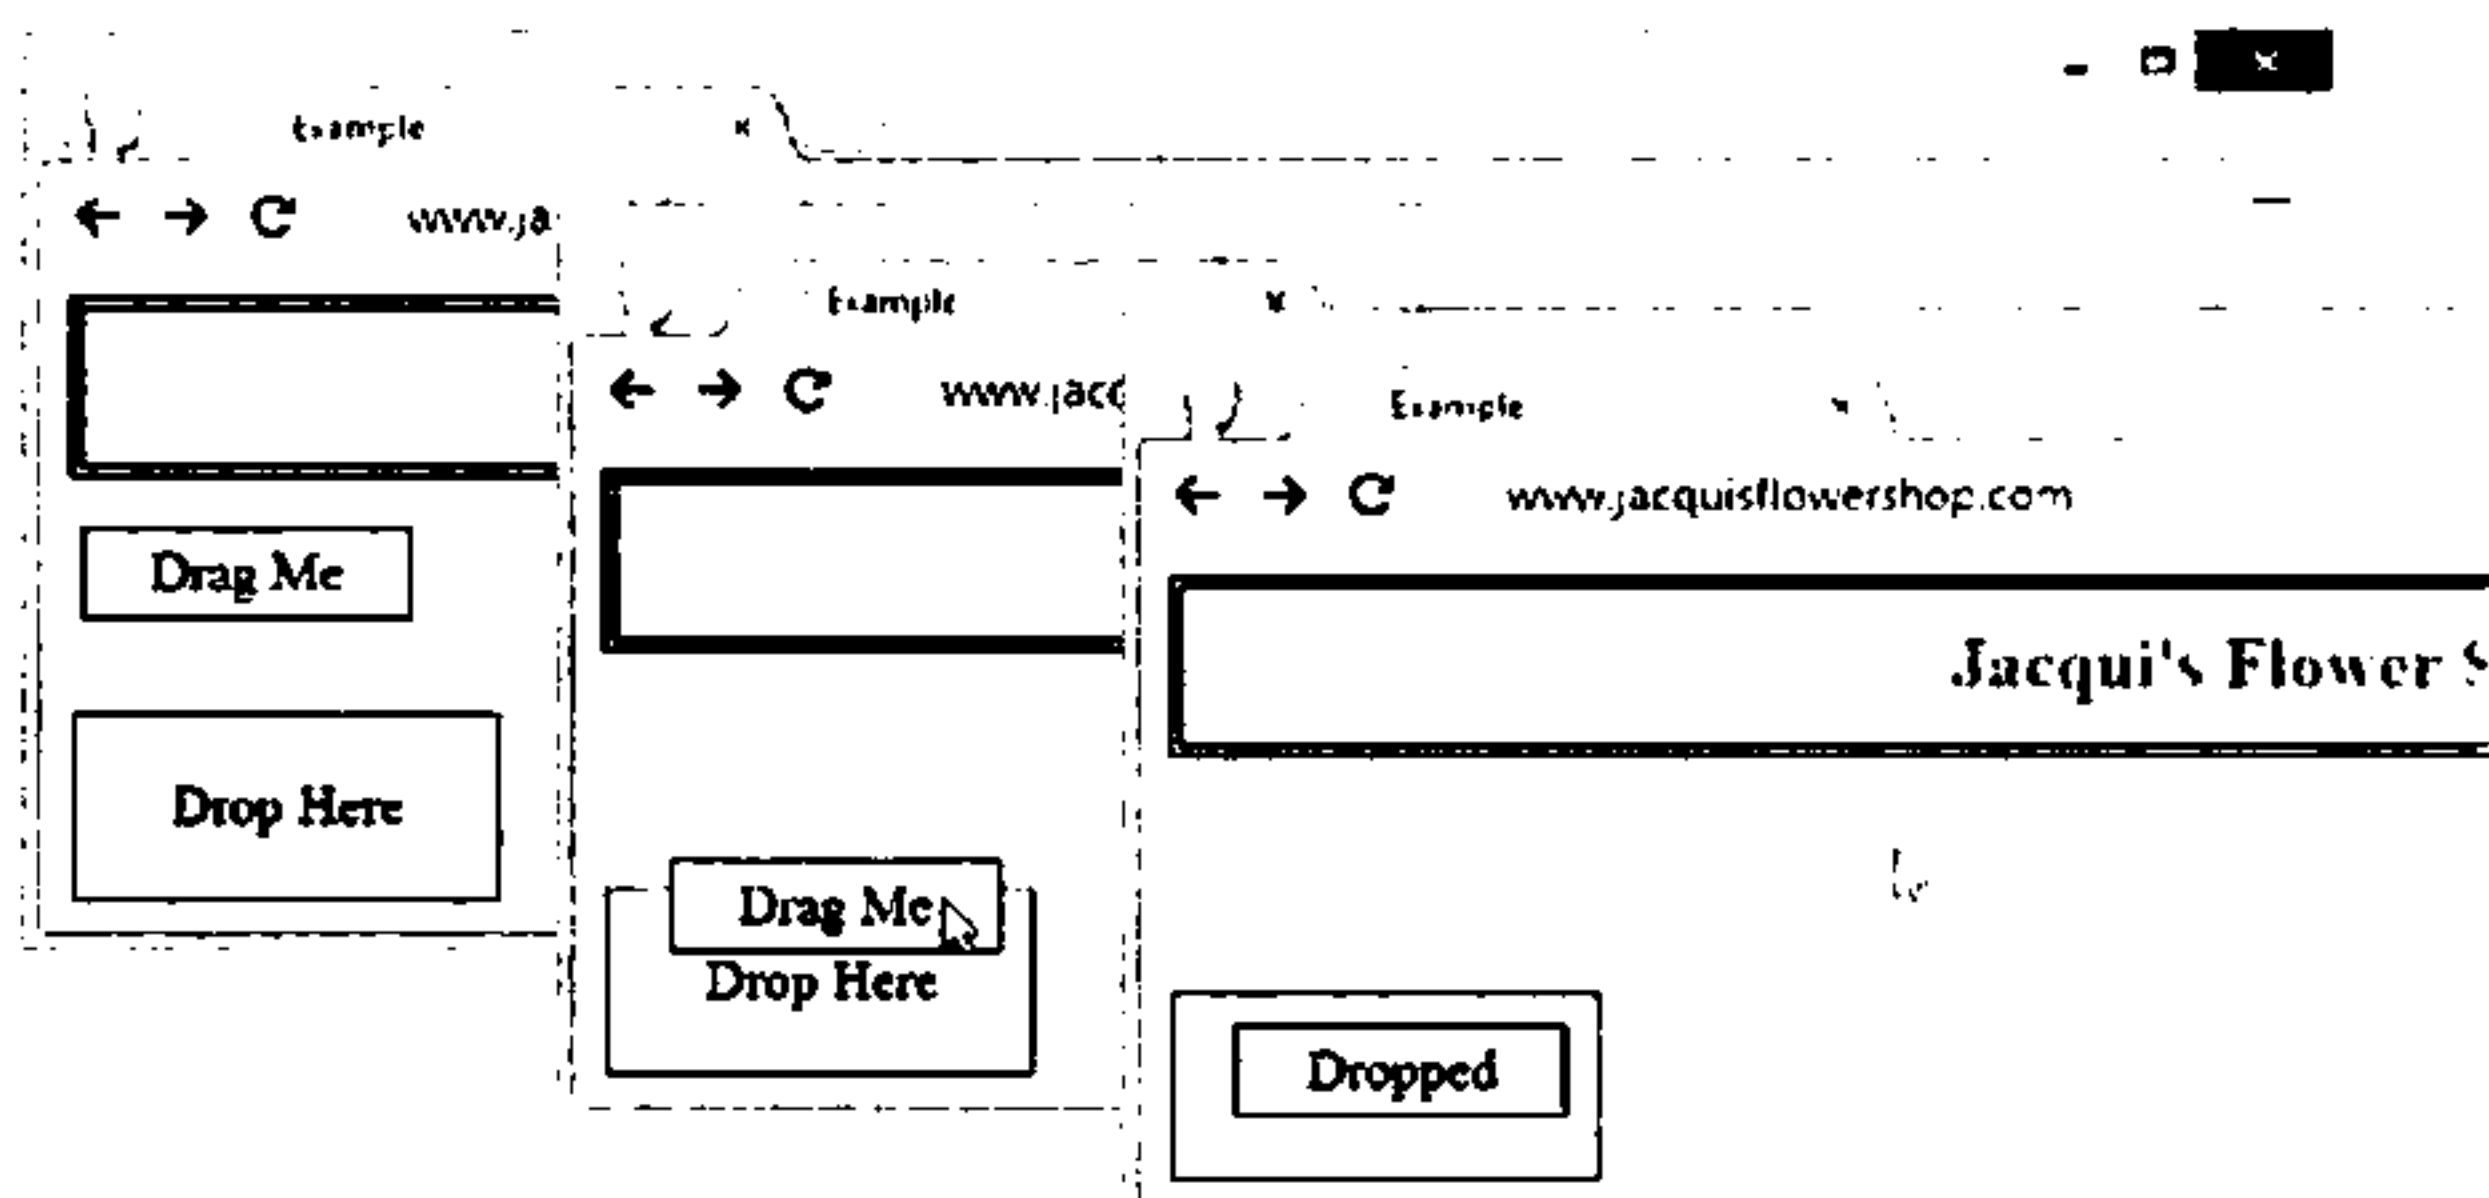 Example
www.ja
Drag Me
Drop Here
Example
www.jacc
Drag Me
Drop Here
Example
www.jacquisflowershop.com
Jacqui's Flower S
Dropped